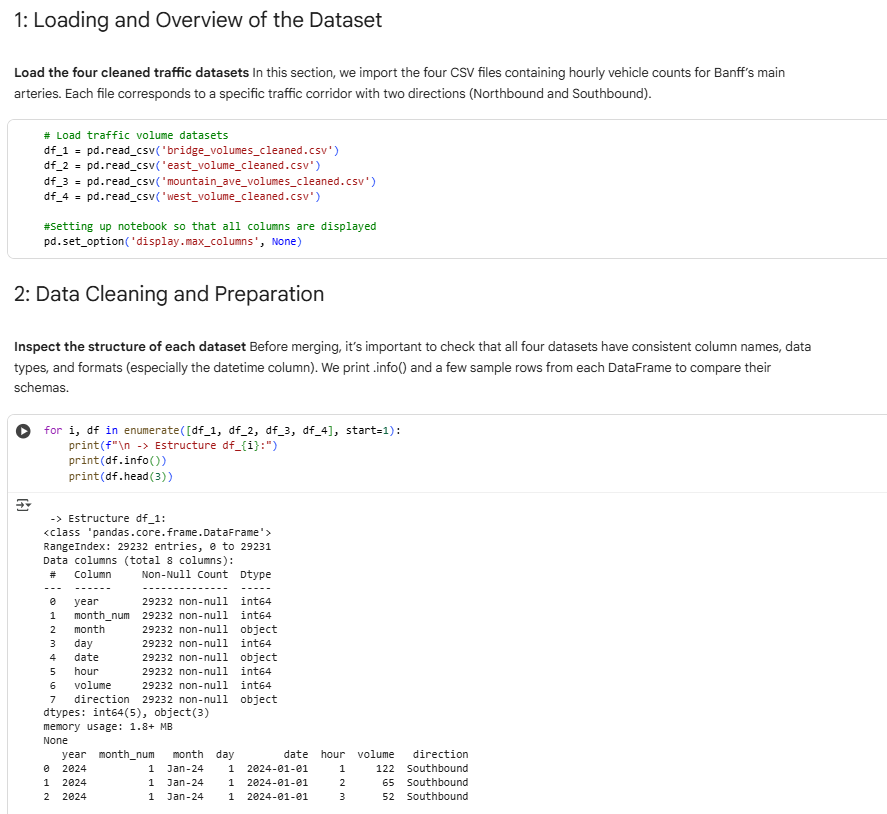 1: Loading and Overview of the Dataset
Load the four cleaned traffic datasets In this section, we import the four CSV files containing hourly vehicle counts for Banff's main
arteries. Each file corresponds to a specific traffic corridor with two directions (Northbound and Southbound).
# Load traffic volume datasets
df_1 = pd.read_csv('bridge_volumes_cleaned.csv')
df_2 = pd.read_csv('east_volume_cleaned.csv')
df_3 = pd.read_csv('mountain_ave_volumes_cleaned.csv')
df_4 = pd.read_csv('west_volume_cleaned.csv')
#Setting up notebook so that all columns are displayed
pd.set_option('display.max_columns', None)
2: Data Cleaning and Preparation
Inspect the structure of each dataset Before merging, it's important to check that all four datasets have consistent column names, data
types, and formats (especially the datetime column). We print .info() and a few sample rows from each DataFrame to compare their
schemas.
for i, df in enumerate([df_1, df_2, df_3, df_4], start=1):
    print(f"\n -> Estructure df_{i}:")
    print(df.info())
    print(df.head(3))
 -> Estructure df_1:
<class 'pandas.core.frame.DataFrame'>
RangeIndex: 29232 entries, 0 to 29231
Data columns (total 8 columns):
 #   Column     Non-Null Count  Dtype
---  ------     --------------  -----
 0   year       29232 non-null  int64
 1   month_num  29232 non-null  int64
 2   month      29232 non-null  object
 3   day        29232 non-null  int64
 4   date       29232 non-null  object
 5   hour       29232 non-null  int64
 6   volume     29232 non-null  int64
 7   direction  29232 non-null  object
dtypes: int64(5), object(3)
memory usage: 1.8+ MB
None
   year  month_num   month  day        date  hour  volume   direction
0  2024          1  Jan-24    1  2024-01-01     1     122  Southbound
1  2024          1  Jan-24    1  2024-01-01     2      65  Southbound
2  2024          1  Jan-24    1  2024-01-01     3      52  Southbound